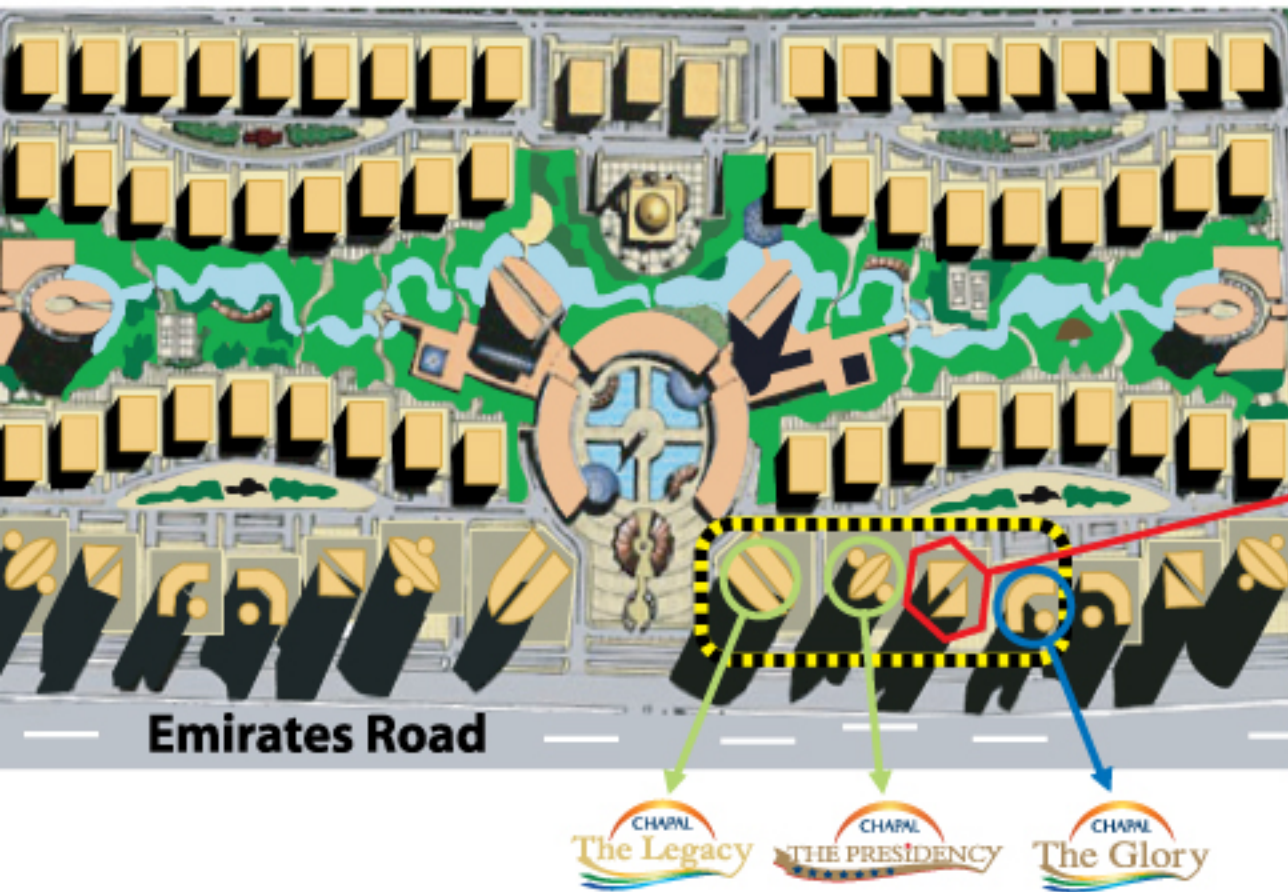 Emirates Road
CHAPAL
The Legacy
CHAPAL
THE PRESIDENCY
CHAPAL
The Glory